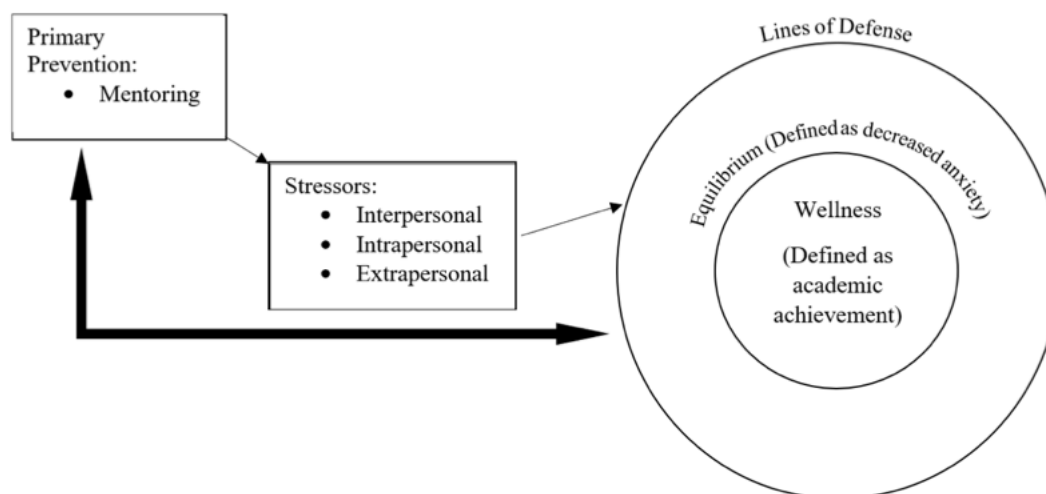 Primary
Prevention:
• Mentoring
Stressors:
• Interpersonal
• Intrapersonal
• Extrapersonal
Lines of Defense
Equilibrium (Defined as decreased anxiety)
Wellness
(Defined as
academic
achievement)